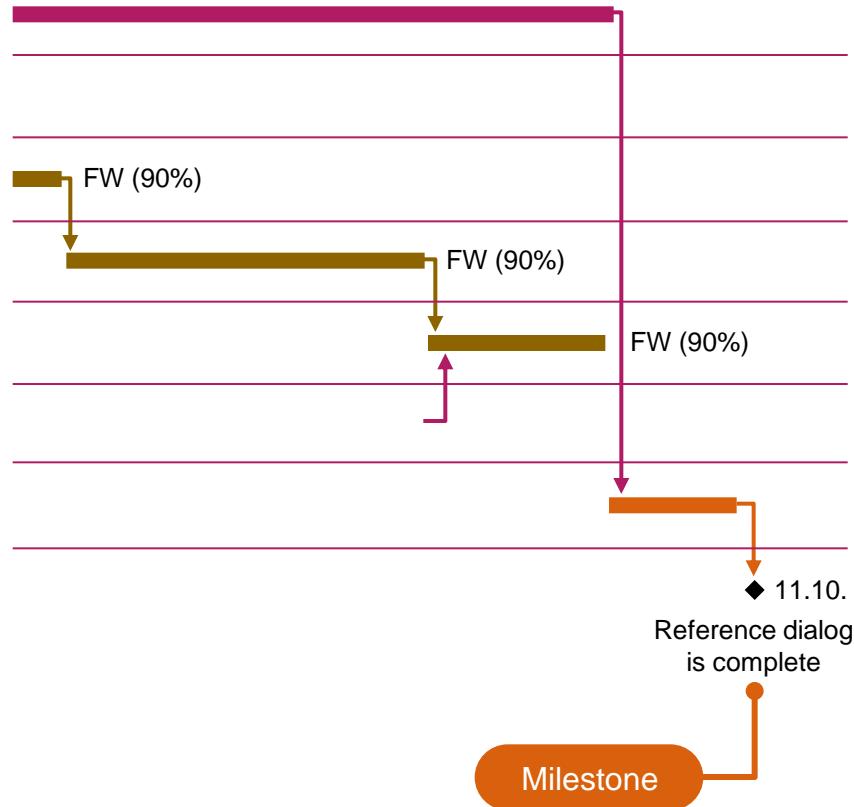 FW (90%)
FW (90%)
FW (90%)
11.10.
Reference dialog
is complete
Milestone